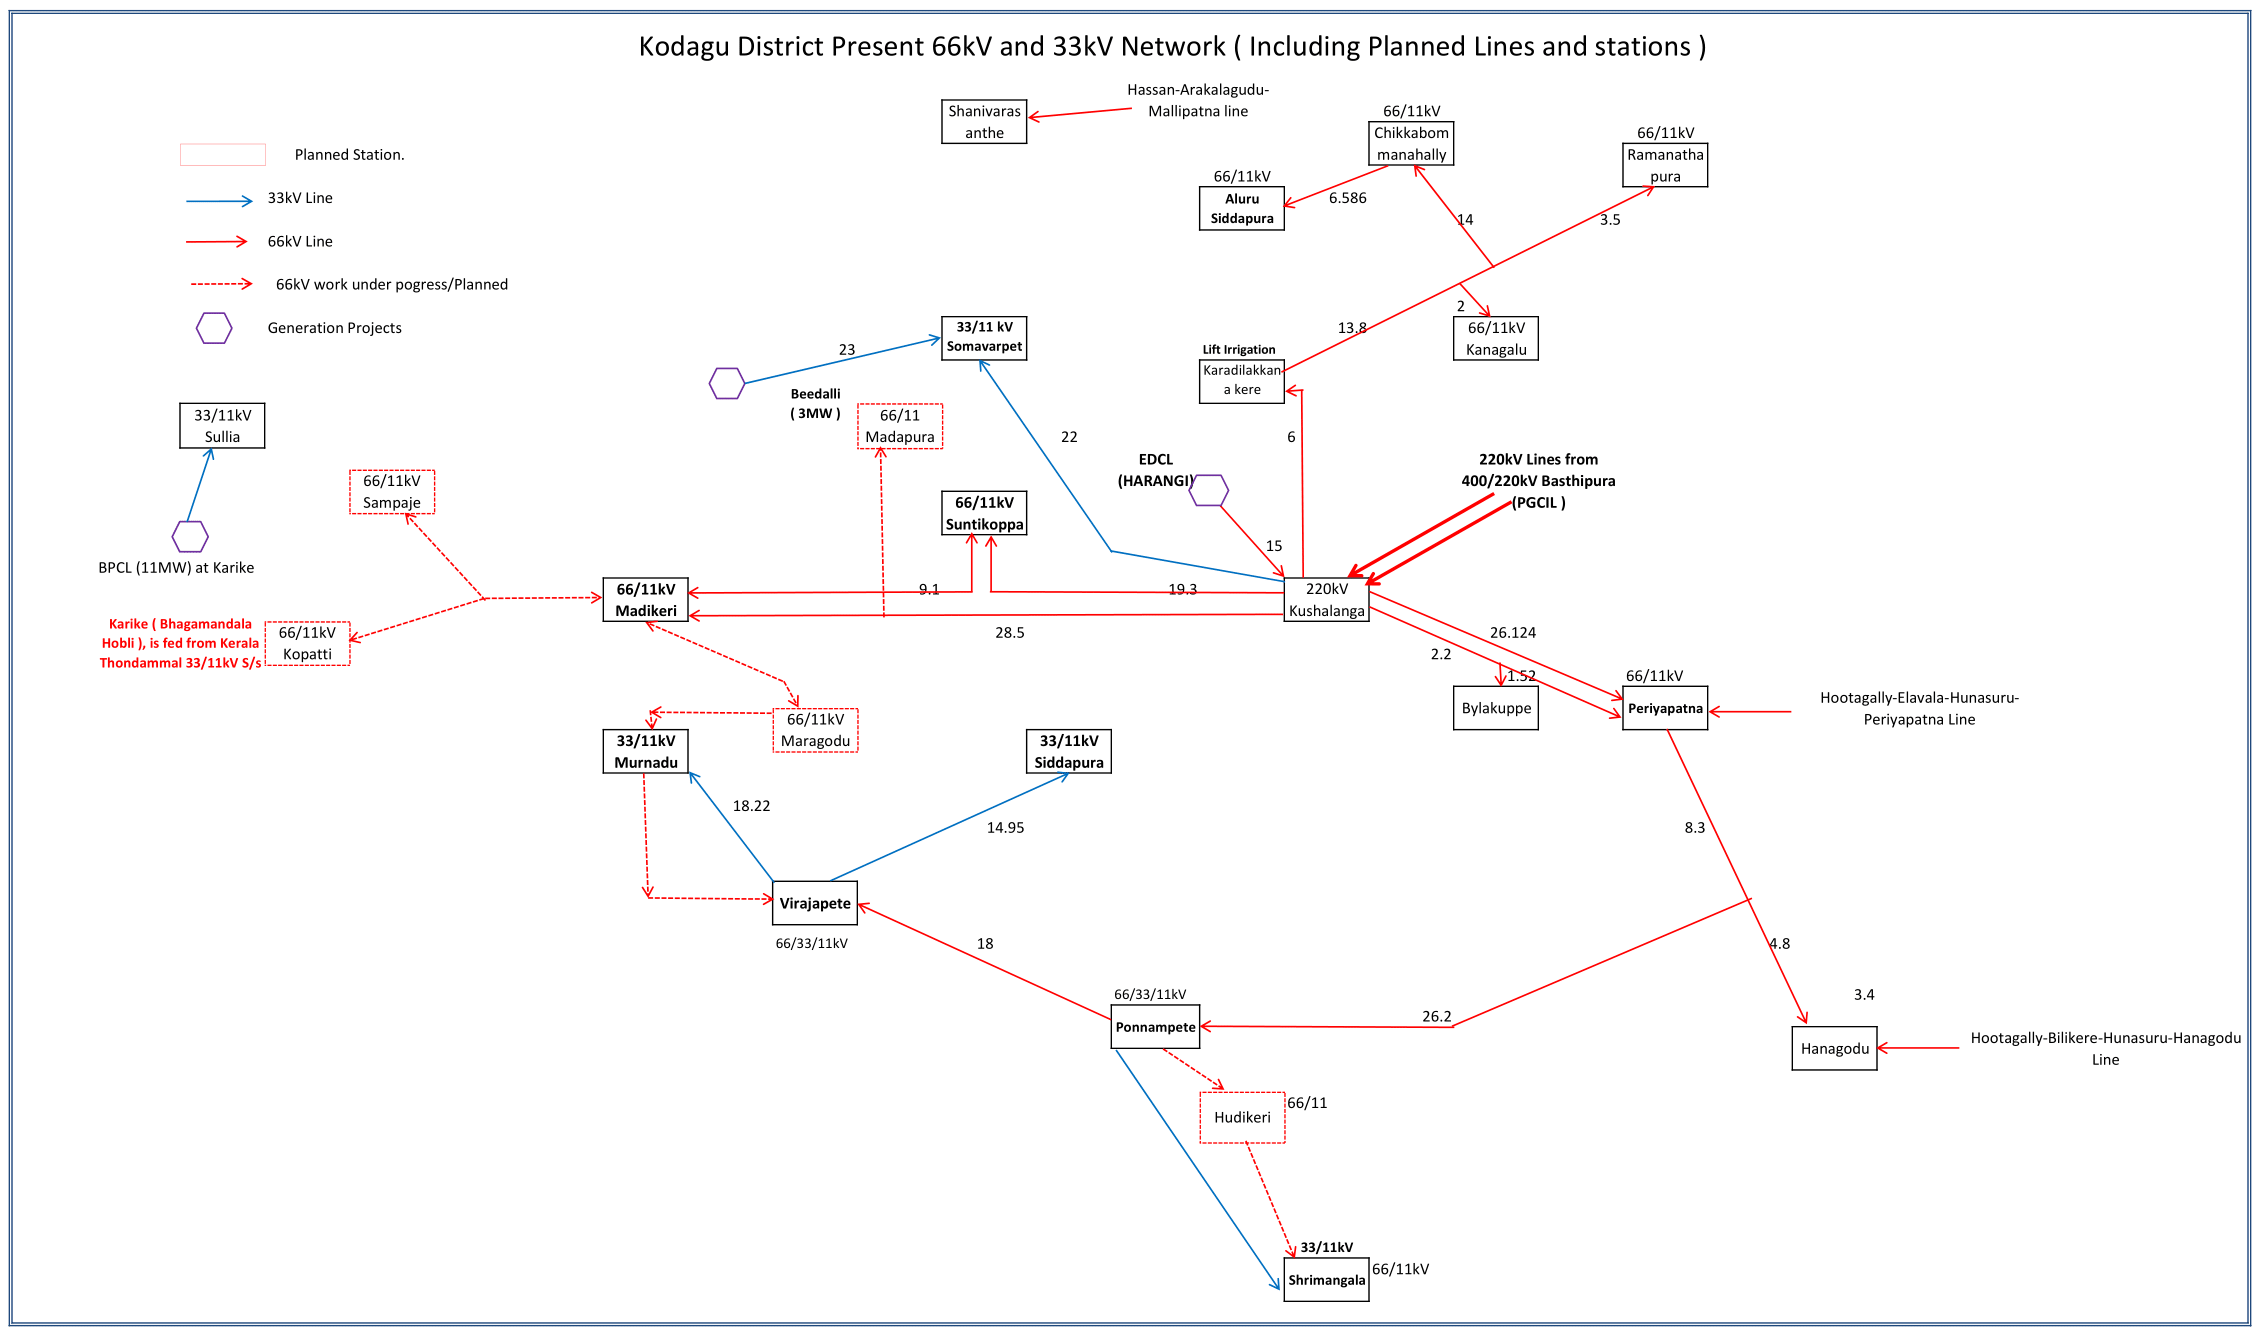 Kodagu District Present 66kV and 33kV Network ( Including Planned Lines and stations )
Hassan-Arakalagudu-
Mallipatna line
Shanivaras
anthe
66/11kV
Chikkabom
manahally
66/11kV
Ramanatha
pura
Planned Station.
33kV Line
66kV Line
66kV work under pogress/Planned
Generation Projects
66/11kV
Aluru
Siddapura
6.586
14
3.5
2
13.8
66/11kV
Kanagalu
33/11 kV
Somavarpet
23
Beedalli
( 3MW )
Lift Irrigation
Karadilakkan
a kere
66/11
Madapura
22
6
33/11kV
Sullia
66/11kV
Sampaje
EDCL
(HARANGI)
220kV Lines from
400/220kV Basthipura
(PGCIL )
66/11kV
Suntikoppa
15
BPCL (11MW) at Karike
66/11kV
Madikeri
9.1
19.3
220kV
Kushalanga
28.5
Karike ( Bhagamandala
Hobli ), is fed from Kerala
Thondammal 33/11kV S/s
66/11kV
Kopatti
26.124
2.2
1.52
66/11kV
Periyapatna
Bylakuppe
Hootagally-Elavala-Hunasuru-
Periyapatna Line
66/11kV
Maragodu
33/11kV
Murnadu
33/11kV
Siddapura
18.22
14.95
8.3
Virajapete
66/33/11kV
18
4.8
66/33/11kV
Ponnampete
26.2
3.4
Hanagodu
Hootagally-Bilikere-Hunasuru-Hanagodu
Line
Hudikeri
66/11
33/11kV
Shrimangala
66/11kV